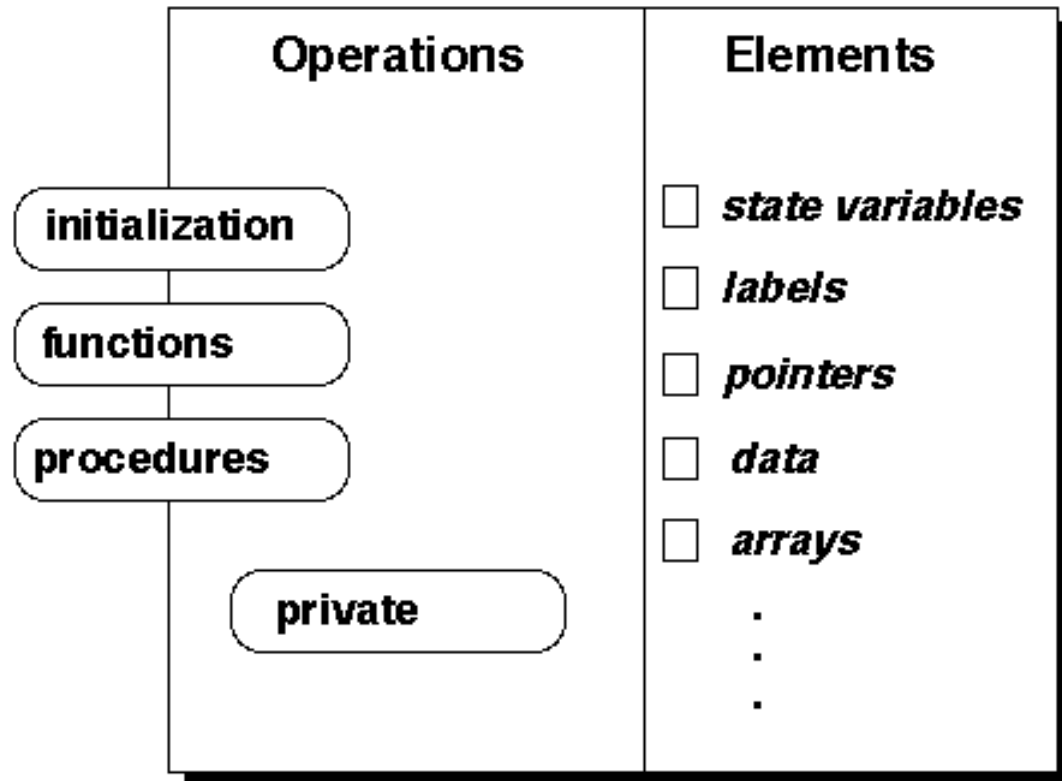 Operations
Elements
initialization
functions
procedures
private
state variables
labels
pointers
data
arrays
.
.
.